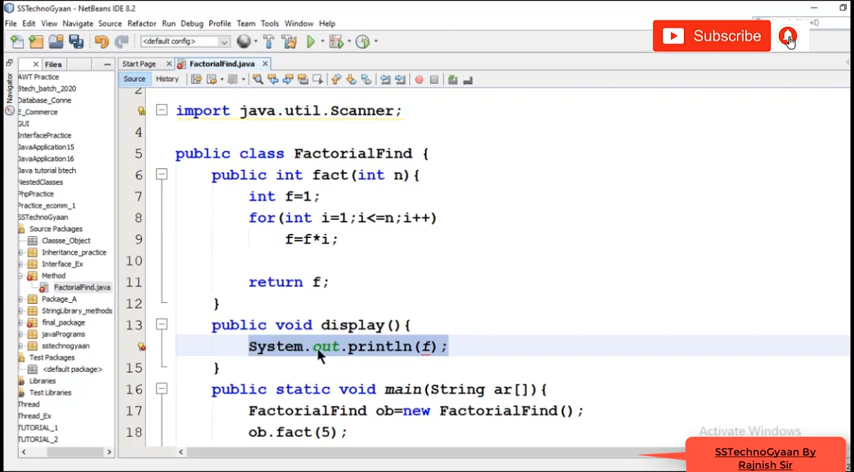 SSTechnoGyaan - NetBeans IDE 8.2
File Edit View Navigate Source Refactor Run Debug Profile Team Tools Window Help
<default config>
Subscribe
Files
Start Page
FactorialFind.java
Navigator
Source History
AWT Practice
Btech_batch_2020
Database_Conne
E_Commerce
GUI
InterfacePractice
JavaApplication15
JavaApplication16
Java tutorial btech
NestedClasses
PhpPractice
Practice_ecomm_1
SSTechnoGyaan
Source Packages
Classse_Object
Inheritance_practice
Interface_Ex
Method
FactorialFind.java
Package_A
StringLibrary_methods
final_package
javaPrograms
sstechnogyaan
Test Packages
<default package>
Libraries
Test Libraries
Thread
Thread_Ex
TUTORIAL_1
TUTORIAL_2
2
import java.util.Scanner;
4
5 public class FactorialFind {
6 public int fact(int n){
7 int f=1;
8 for(int i=1;i<=n;i++)
9 f=f*i;
10
11 return f;
12 }
13 public void display(){
System.out.println(f);
15 }
16 public static void main(String ar[]){
17 FactorialFind ob=new FactorialFind();
18 ob.fact(5);
Activate Windows
SSTechnoGyaan By
Rajnish Sir